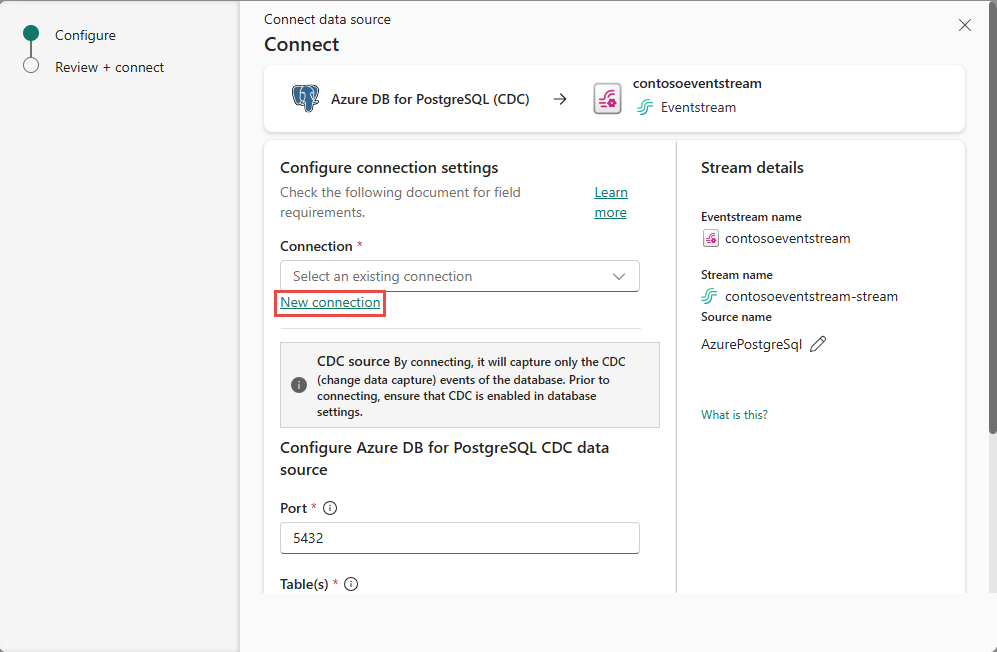 Configure
Review + connect
Connect data source
Connect
Azure DB for PostgreSQL (CDC)
contosoeventstream
Eventstream
Configure connection settings
Check the following document for field
requirements.
Learn
more
Connection *
Select an existing connection
New connection
CDC source By connecting, it will capture only the CDC
(change data capture) events of the database. Prior to
connecting, ensure that CDC is enabled in database
settings.
Configure Azure DB for PostgreSQL CDC data
source
Port *
5432
Table(s) *
Stream details
Eventstream name
contosoeventstream
Stream name
contosoeventstream-stream
Source name
AzurePostgreSql
What is this?